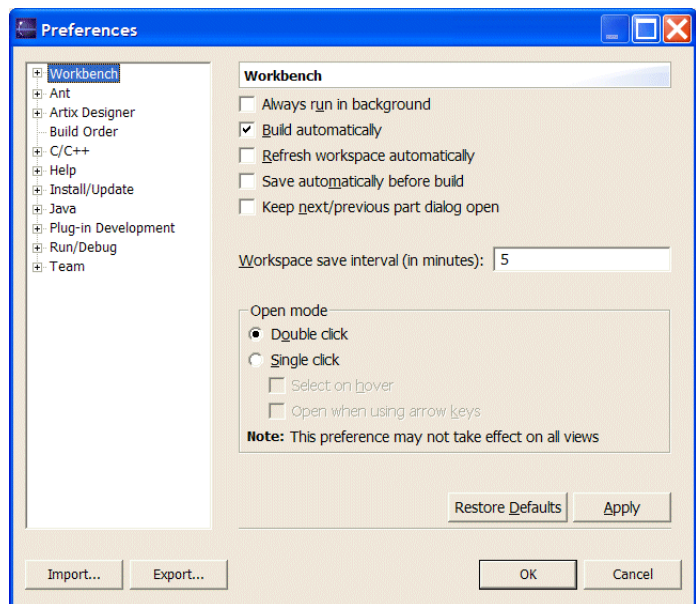 Preferences
Workbench
Ant
Artix Designer
Build Order
C/C++
Help
Install/Update
Java
Plug-in Development
Run/Debug
Team
Workbench
Always run in background
Build automatically
Refresh workspace automatically
Save automatically before build
Keep next/previous part dialog open
Workspace save interval (in minutes): 5
Open mode
Double click
Single click
Select on hover
Open when using arrow keys
Note: This preference may not take effect on all views
Restore Defaults Apply
Import... Export... OK Cancel